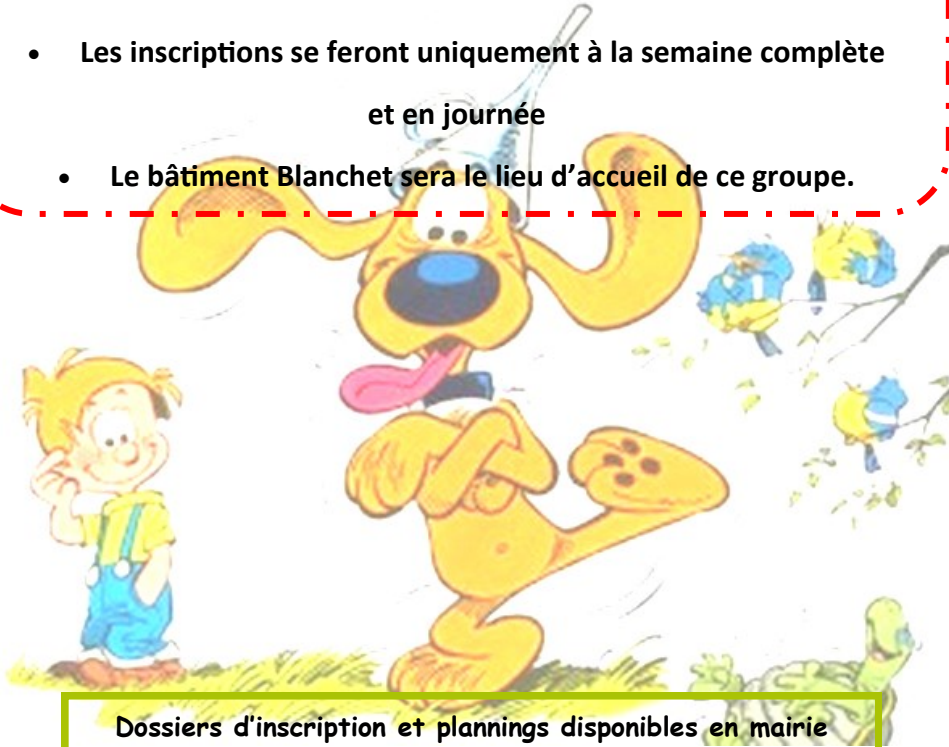 • Les inscriptions se feront uniquement à la semaine complète
et en journée
• Le bâtiment Blanchet sera le lieu d’accueil de ce groupe.
Dossiers d’inscription et plannings disponibles en mairie